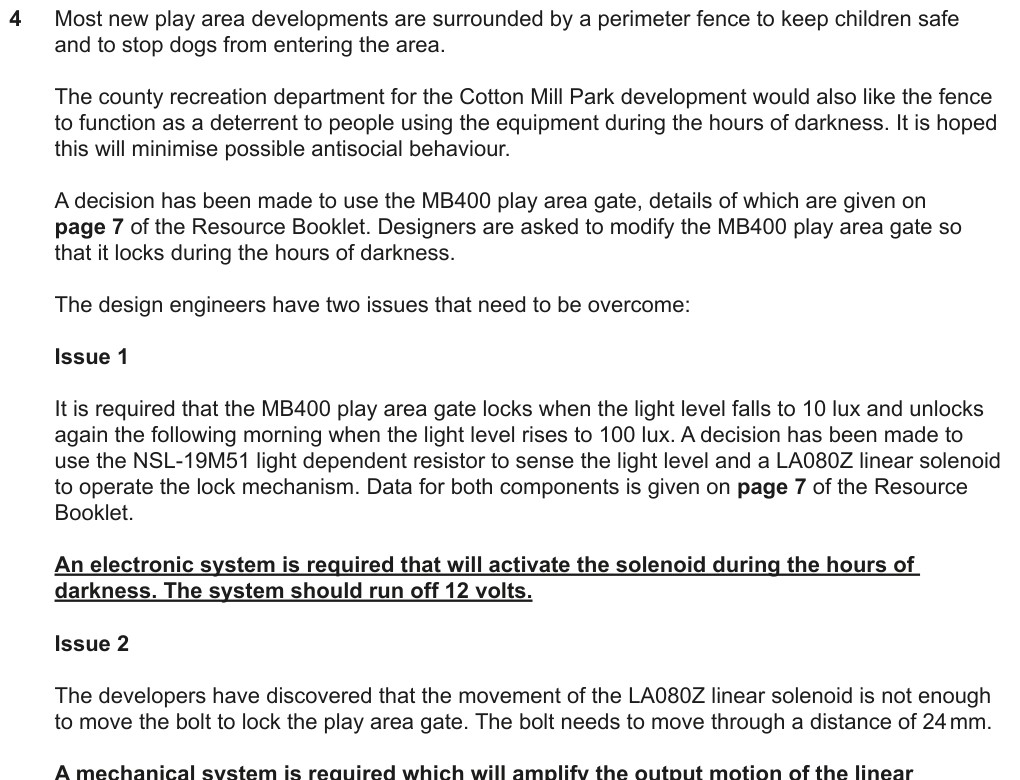 4 Most new play area developments are surrounded by a perimeter fence to keep children safe
and to stop dogs from entering the area.
The county recreation department for the Cotton Mill Park development would also like the fence
to function as a deterrent to people using the equipment during the hours of darkness. It is hoped
this will minimise possible antisocial behaviour.
A decision has been made to use the MB400 play area gate, details of which are given on
page 7 of the Resource Booklet. Designers are asked to modify the MB400 play area gate so
that it locks during the hours of darkness.
The design engineers have two issues that need to be overcome:
Issue 1
It is required that the MB400 play area gate locks when the light level falls to 10 lux and unlocks
again the following morning when the light level rises to 100 lux. A decision has been made to
use the NSL-19M51 light dependent resistor to sense the light level and a LA080Z linear solenoid
to operate the lock mechanism. Data for both components is given on page 7 of the Resource
Booklet.
An electronic system is required that will activate the solenoid during the hours of
darkness. The system should run off 12 volts.
Issue 2
The developers have discovered that the movement of the LA080Z linear solenoid is not enough
to move the bolt to lock the play area gate. The bolt needs to move through a distance of 24 mm.
A mechanical system is required which will amplify the output motion of the linear